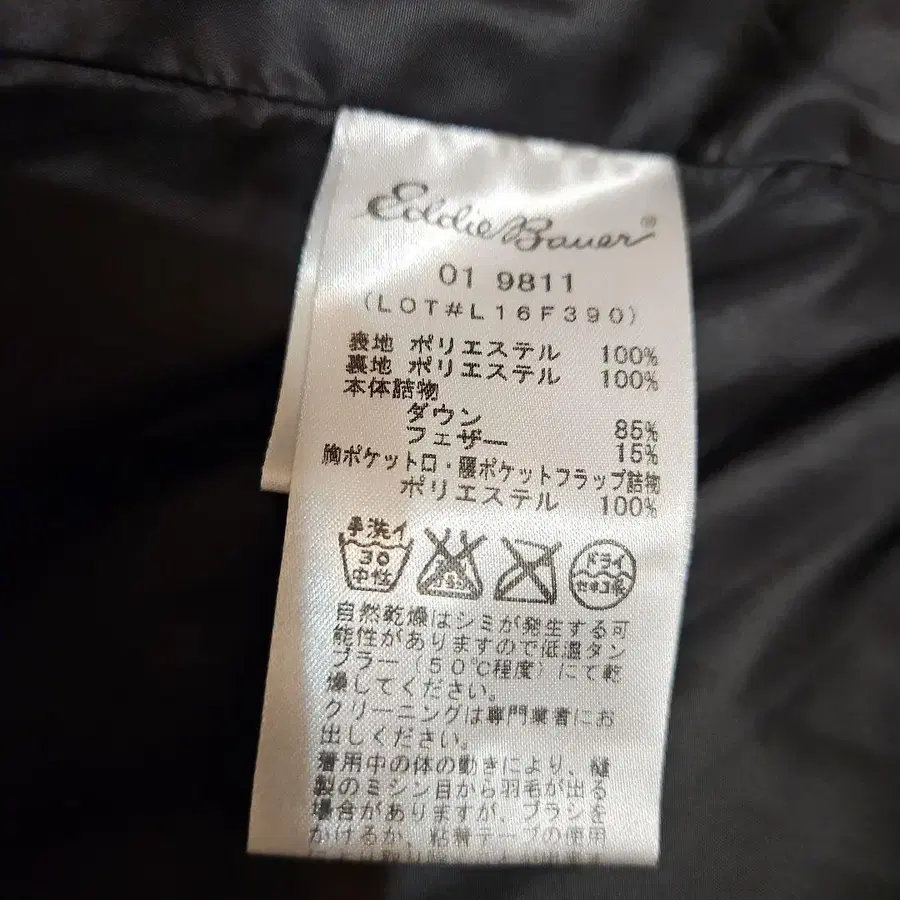 Eddie Bauer®
01 9811
(LOT#L16F390)
表地 ポリエステル 100%
裏地 ポリエステル 100%
本体詰物
ダウン 85%
フェザー 15%
胸ポケット口・腰ポケットフラップ詰物
ポリエステル 100%
手洗イ
30
中性
ドライ
セキユ系
自然乾燥はシミが発生する可
能性がありますので低温タン
ブラー(50℃程度)にて乾
燥してください。
クリーニングは専門業者にお
出しください。
着用中の体の動きにより、縫
製のミシン目から羽毛が出る
場合がありますが、ブラシを
かけるか、粘着テープの使用